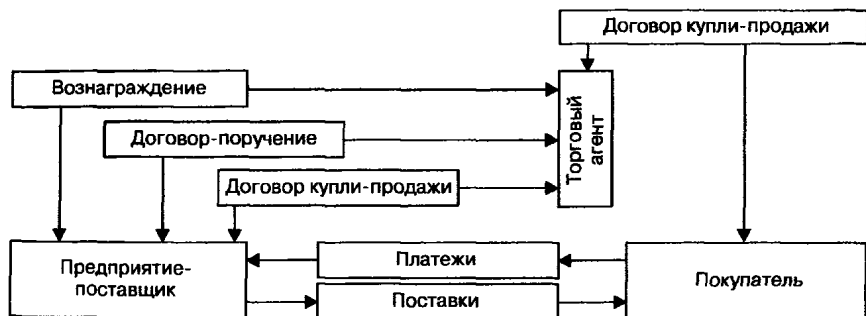 Договор купли-продажи
Вознаграждение
Договор-поручение
Договор купли-продажи
Торговый
агент
Предприятие-
поставщик
Платежи
Поставки
Покупатель